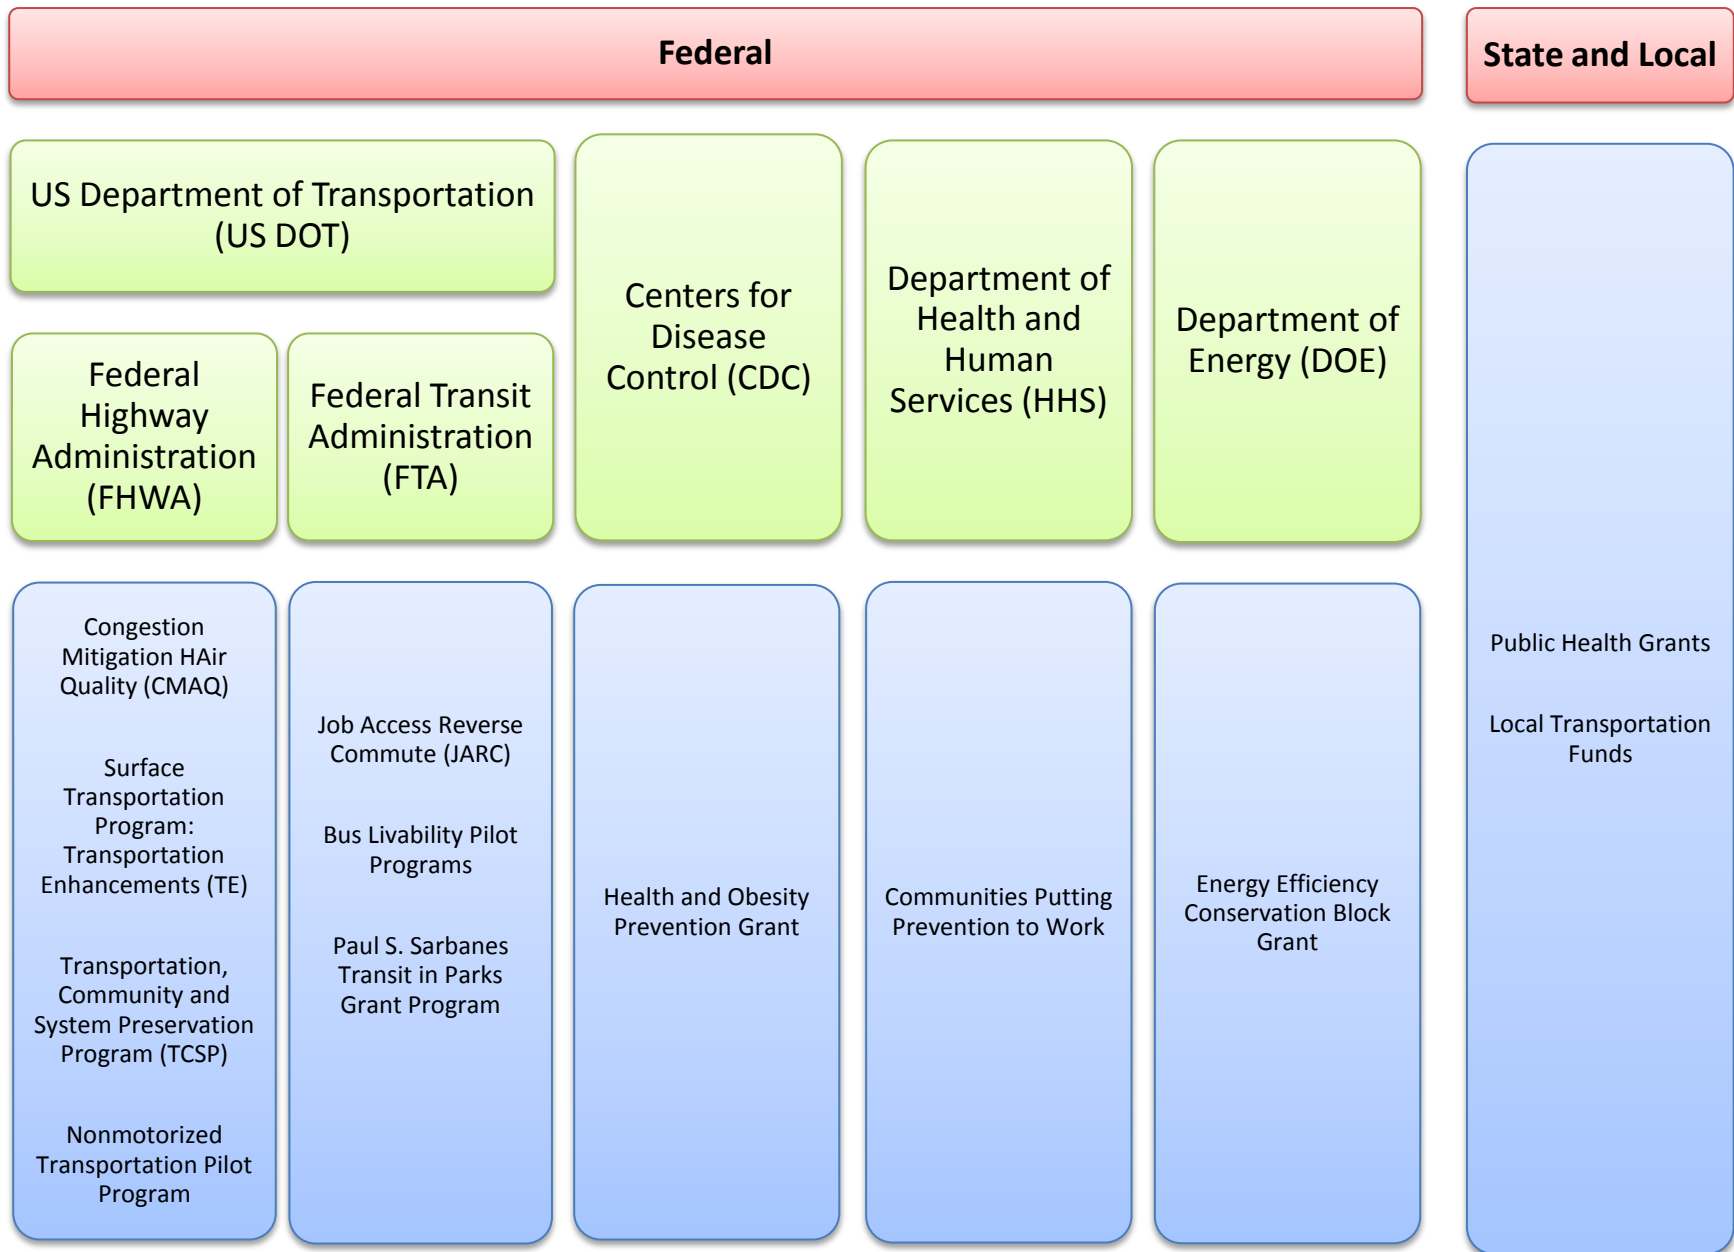 Federal
State and Local
US Department of Transportation
(US DOT)
Federal
Highway
Administration
(FHWA)
Federal Transit
Administration
(FTA)
Centers for
Disease
Control (CDC)
Department of
Health and
Human
Services (HHS)
Department of
Energy (DOE)
Congestion
Mitigation HAir
Quality (CMAQ)
Surface
Transportation
Program:
Transportation
Enhancements (TE)
Transportation,
Community and
System Preservation
Program (TCSP)
Nonmotorized
Transportation Pilot
Program
Job Access Reverse
Commute (JARC)
Bus Livability Pilot
Programs
Paul S. Sarbanes
Transit in Parks
Grant Program
Health and Obesity
Prevention Grant
Communities Putting
Prevention to Work
Energy Efficiency
Conservation Block
Grant
Public Health Grants
Local Transportation
Funds